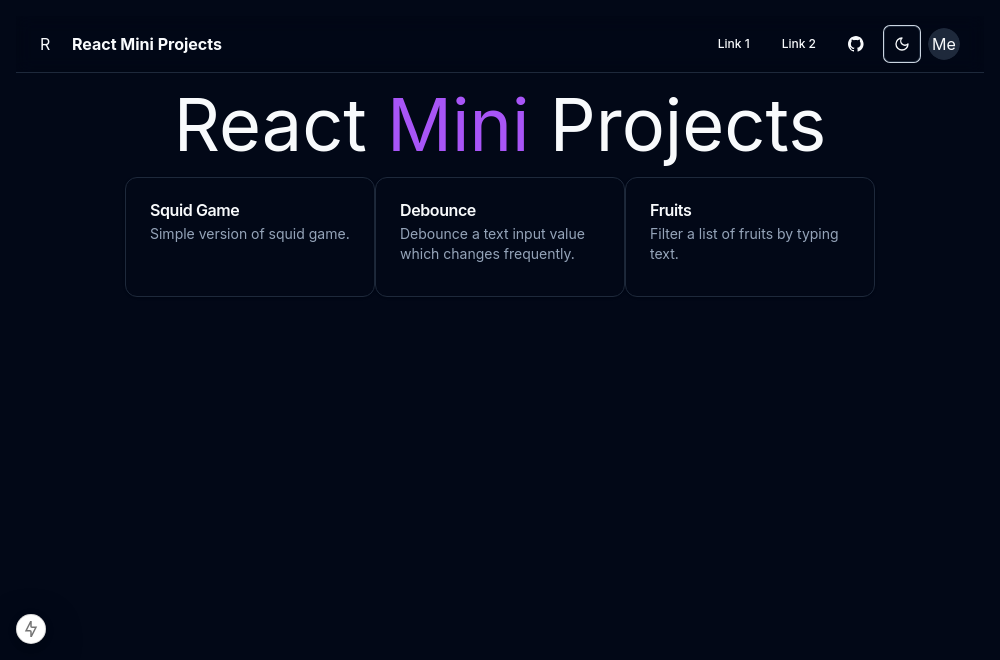 R React Mini Projects Link 1 Link 2 Me
React Mini Projects
Squid Game
Simple version of squid game.
Debounce
Debounce a text input value
which changes frequently.
Fruits
Filter a list of fruits by typing
text.